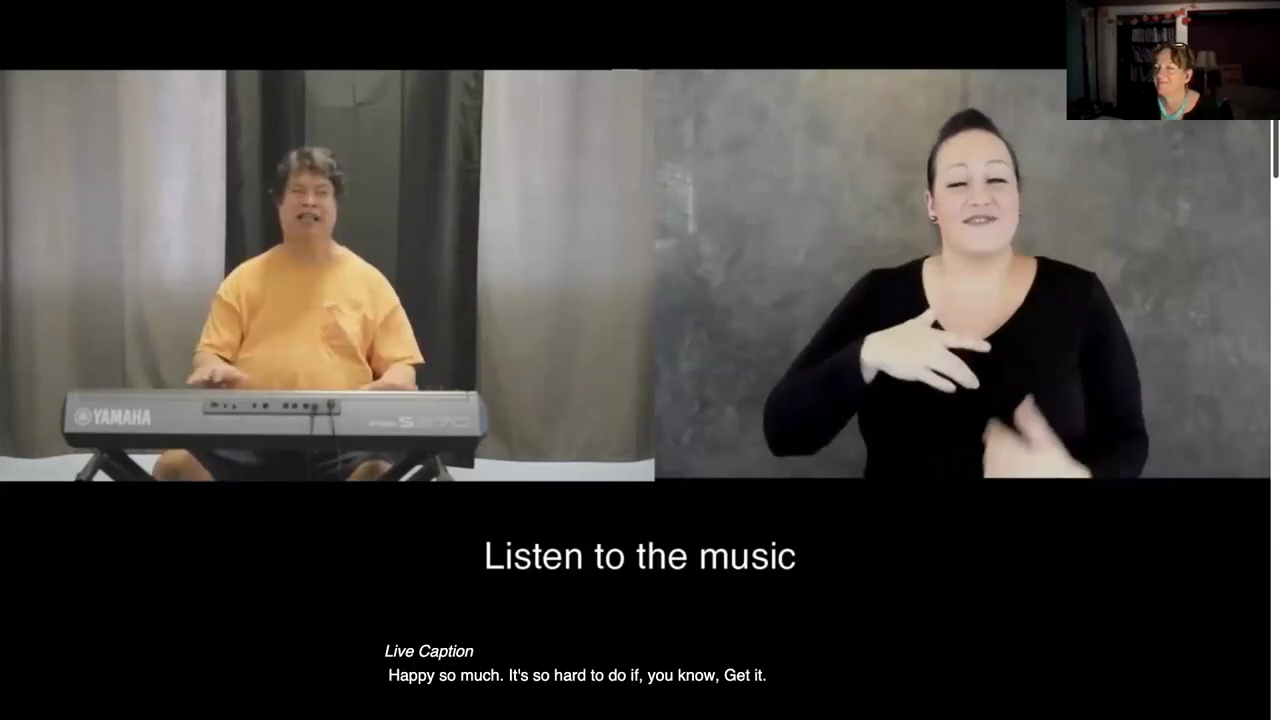 YAMAHA
Listen to the music
Live Caption
Happy so much. It's so hard to do if, you know, Get it.